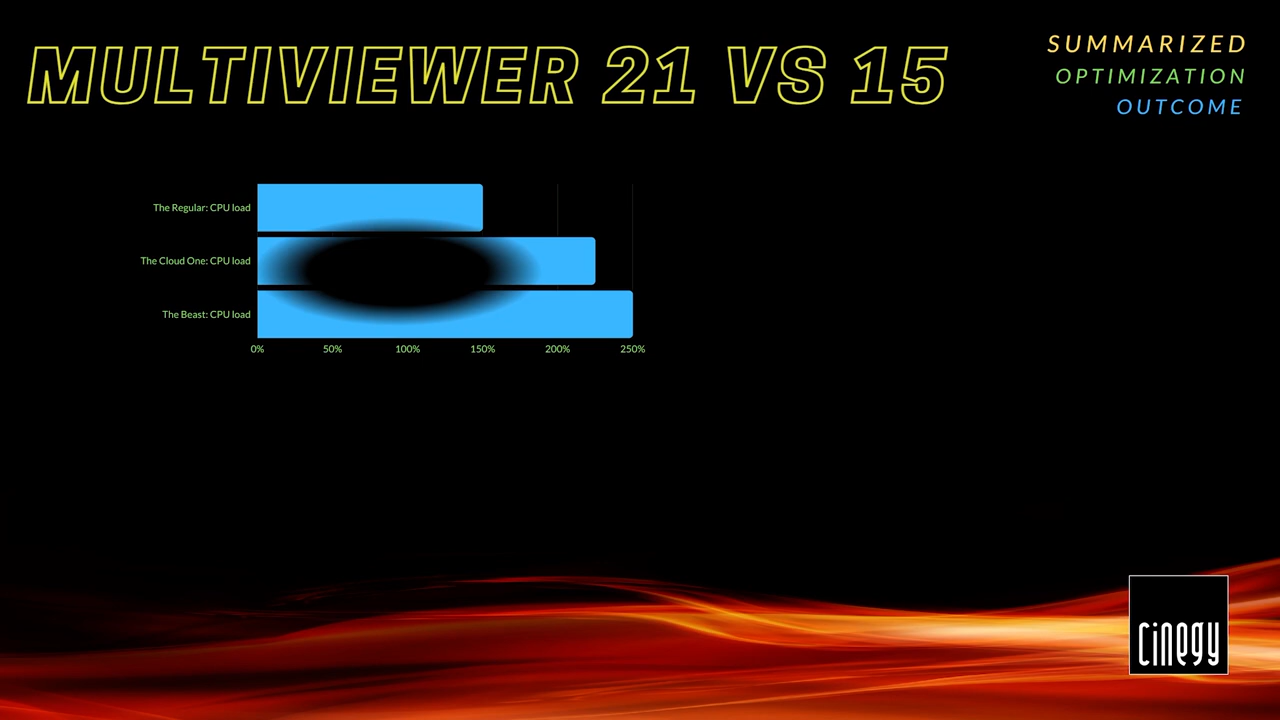 MULTIVIEWER 21 VS 15
SUMMARIZED
OPTIMIZATION
OUTCOME
The Regular: CPU load
The Cloud One: CPU load
The Beast: CPU load
0% 50% 100% 150% 200% 250%
cinegy